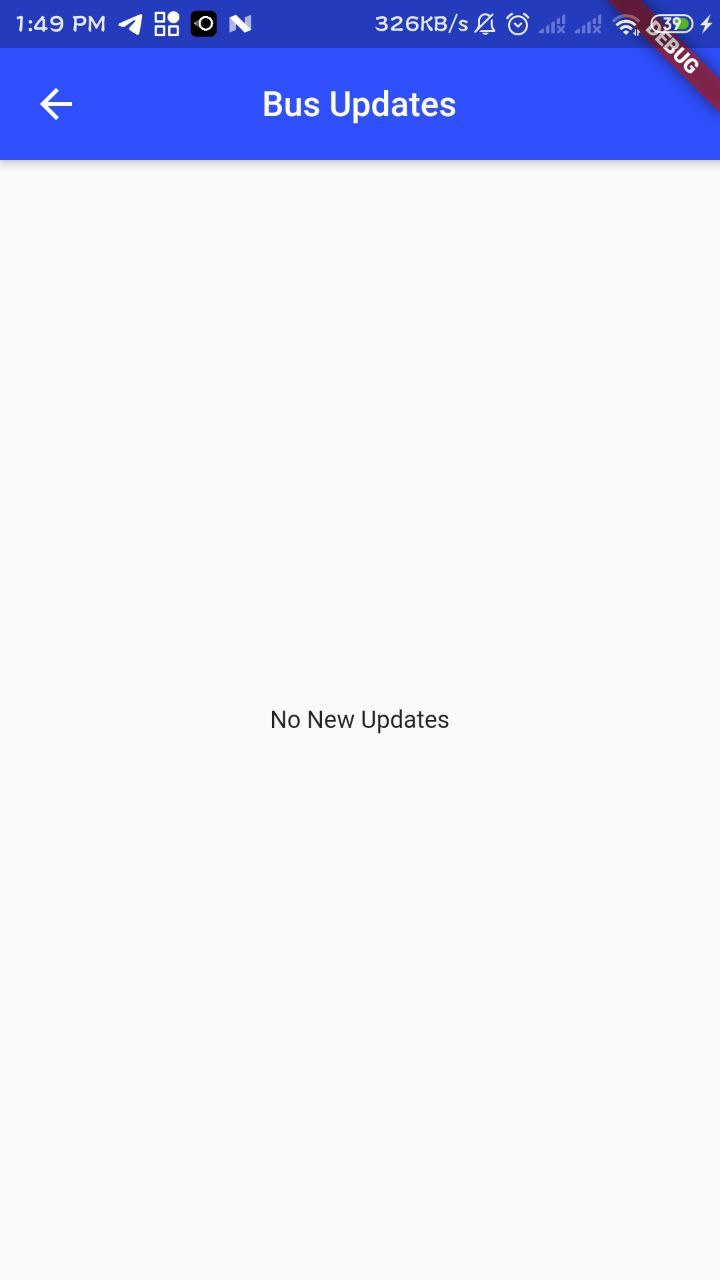 1:49 PM 326KB/s 39
DEBUG
Bus Updates
No New Updates